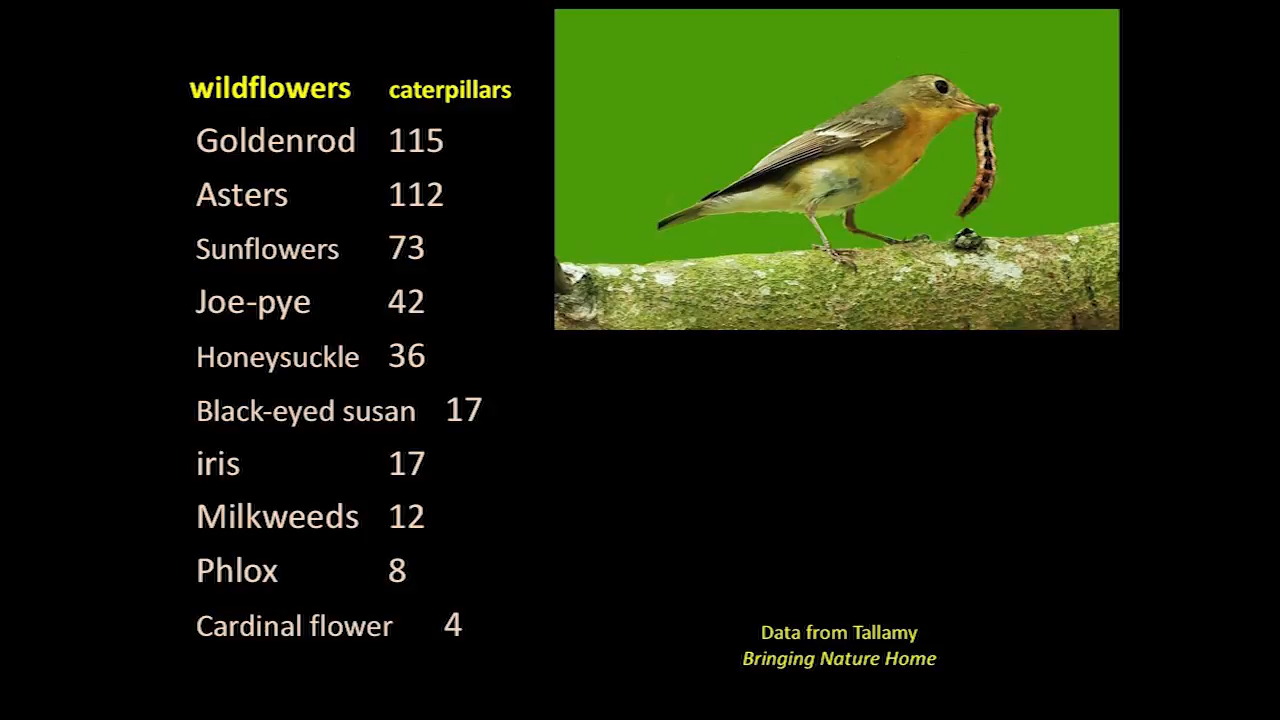 wildflowers caterpillars
Goldenrod 115
Asters 112
Sunflowers 73
Joe-pye 42
Honeysuckle 36
Black-eyed susan 17
iris 17
Milkweeds 12
Phlox 8
Cardinal flower 4
Data from Tallamy
Bringing Nature Home